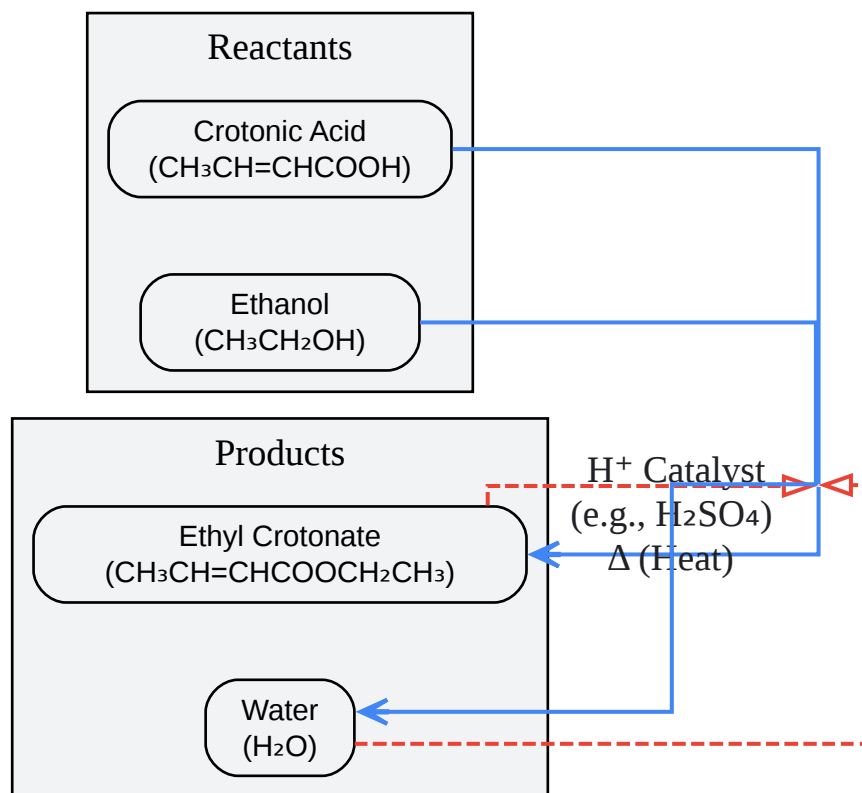 Reactants
Crotonic Acid
(CH₃CH=CHCOOH)
Ethanol
(CH₃CH₂OH)
Products
H⁺ Catalyst
(e.g., H₂SO₄)
Δ (Heat)
Ethyl Crotonate
(CH₃CH=CHCOOCH₂CH₃)
Water
(H₂O)